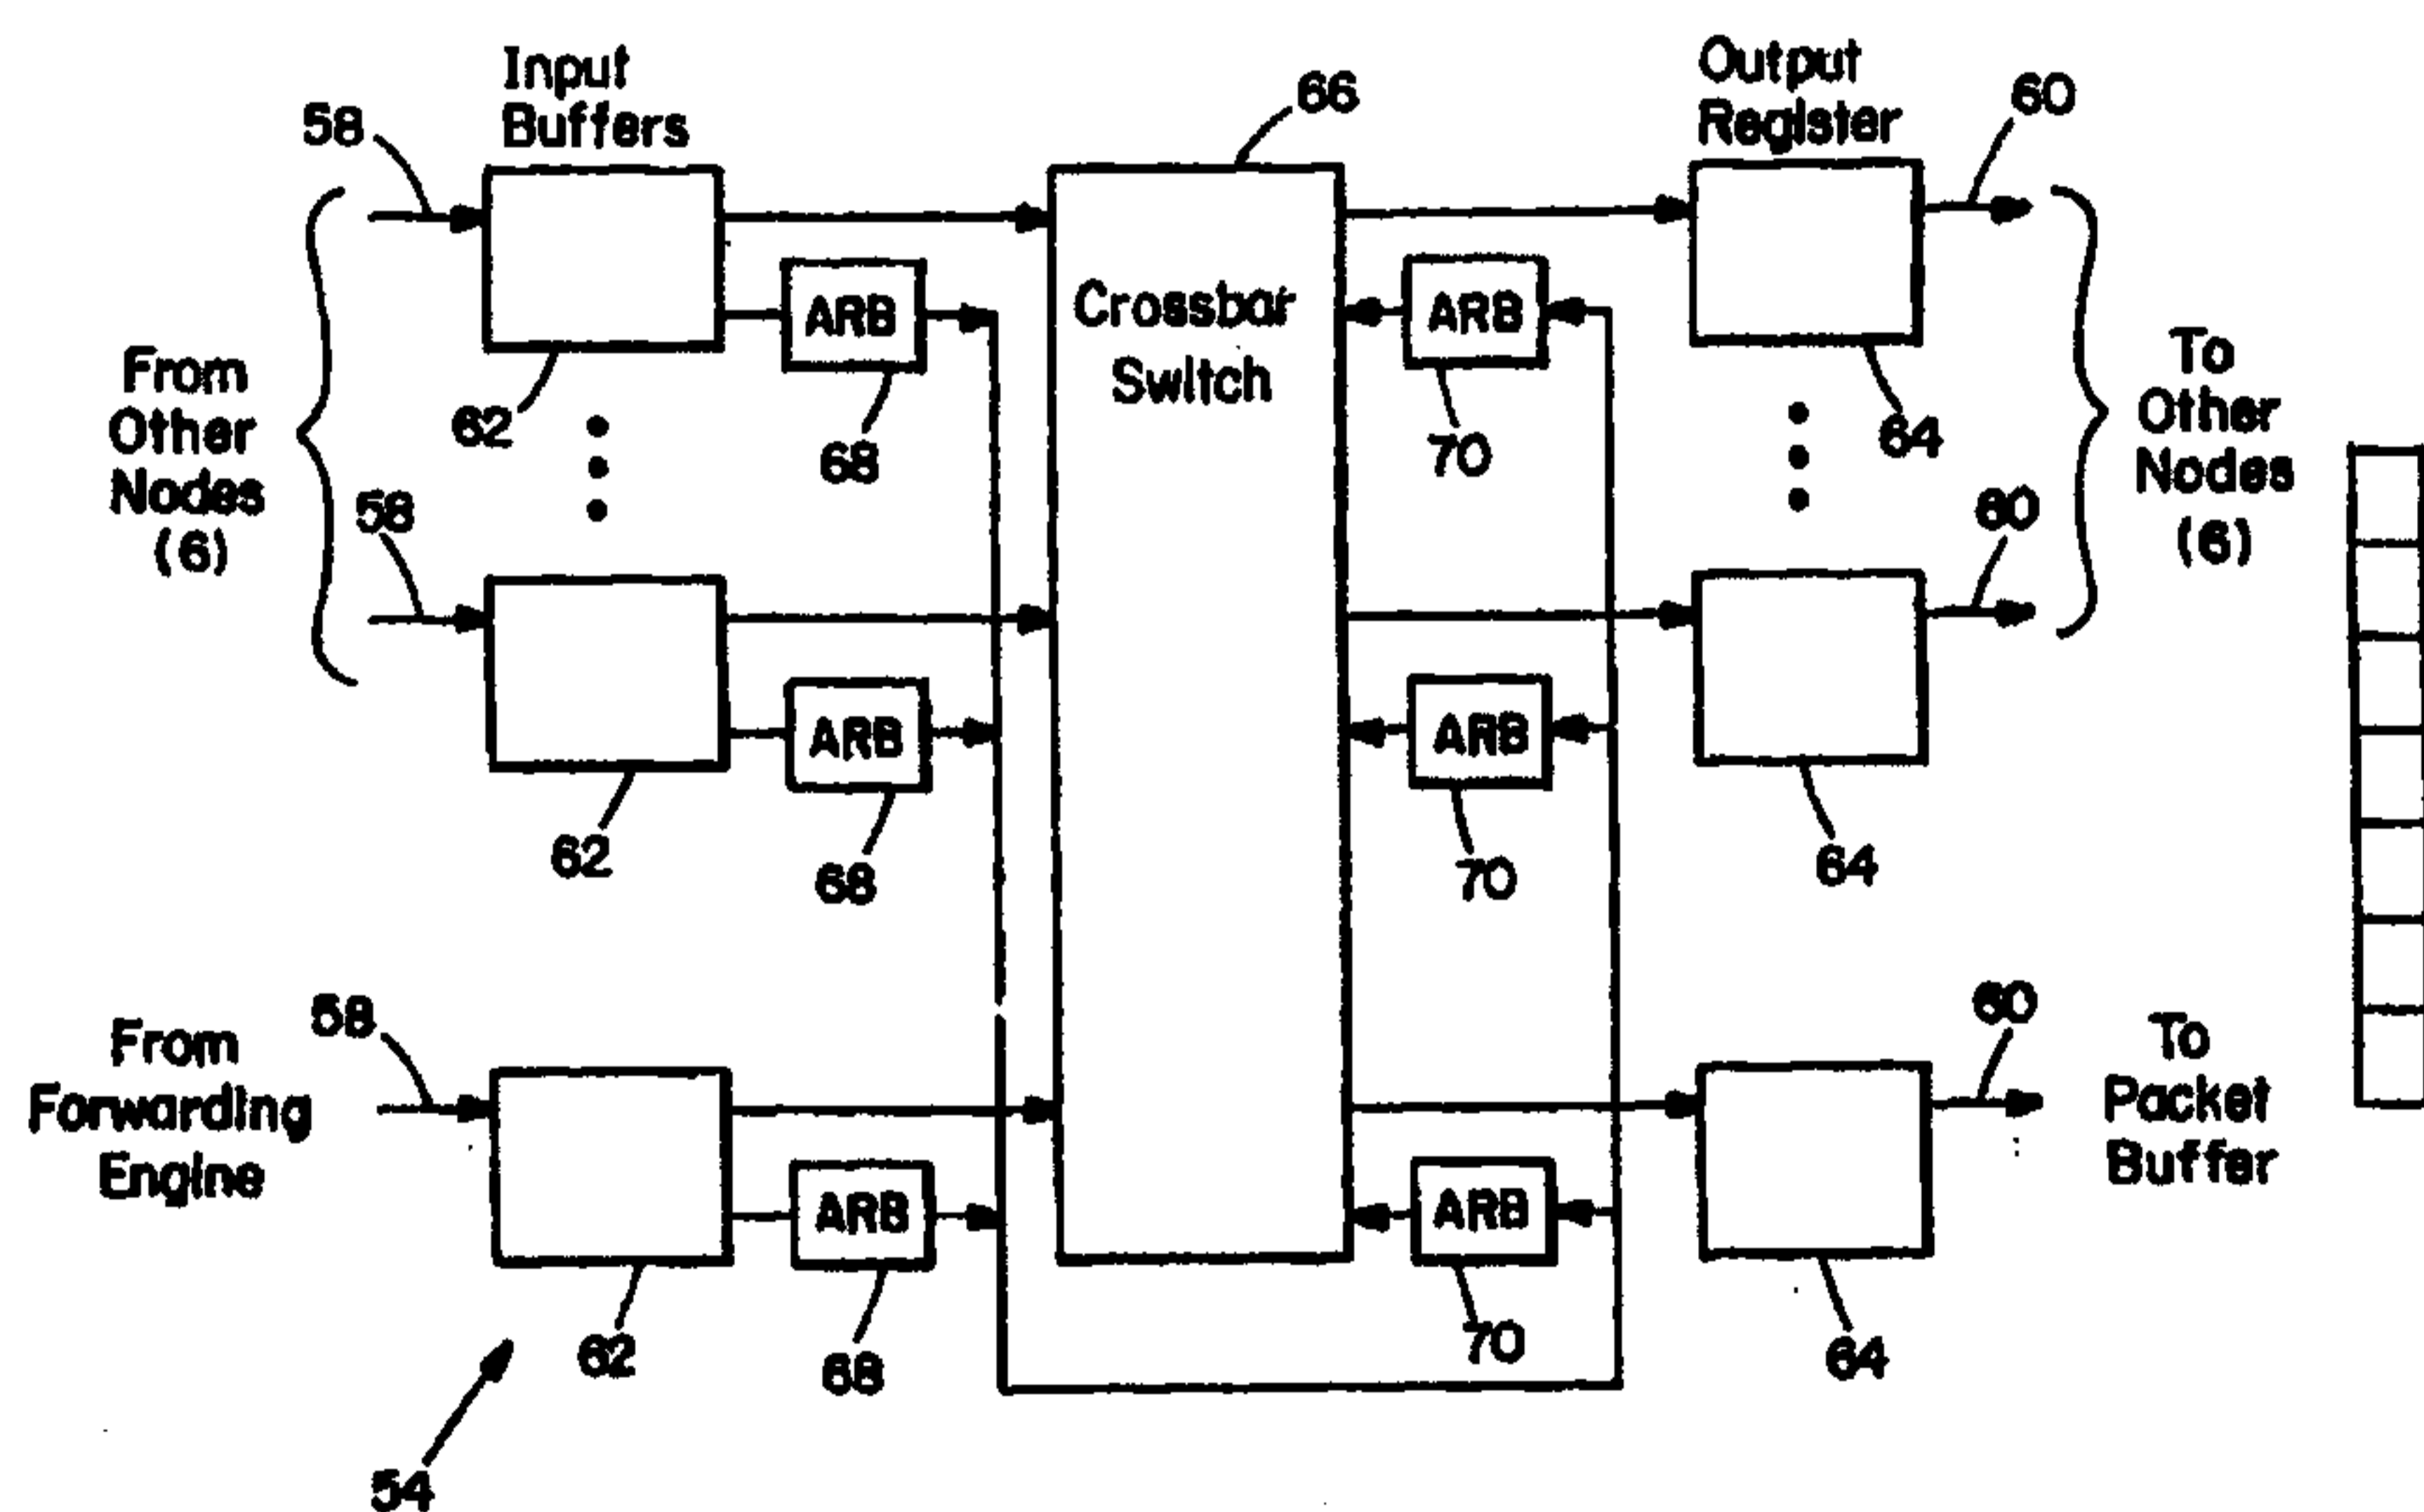 Input
Buffers
58
66
Output
Register
60
ARB
Crossbar
Switch
ARB
From
Other
Nodes
(6)
62
68
70
64
To
Other
Nodes
(6)
58
60
ARB
ARB
62
68
70
64
From
Forwarding
Engine
58
60
To
Packet
Buffer
ARB
ARB
62
68
70
64
54